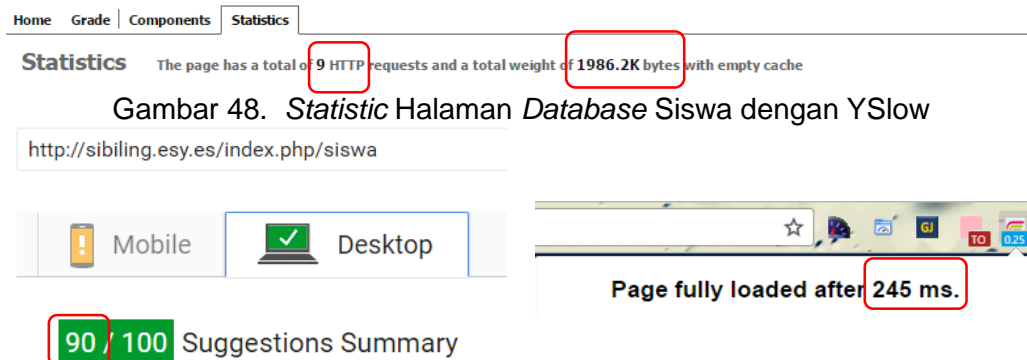 Home Grade Components Statistics
Statistics The page has a total of 9 HTTP requests and a total weight of 1986.2K bytes with empty cache
Gambar 48. Statistic Halaman Database Siswa dengan YSlow
http://sibiling.esy.es/index.php/siswa
Mobile Desktop
GJ TO 0.25
Page fully loaded after 245 ms.
90 / 100 Suggestions Summary